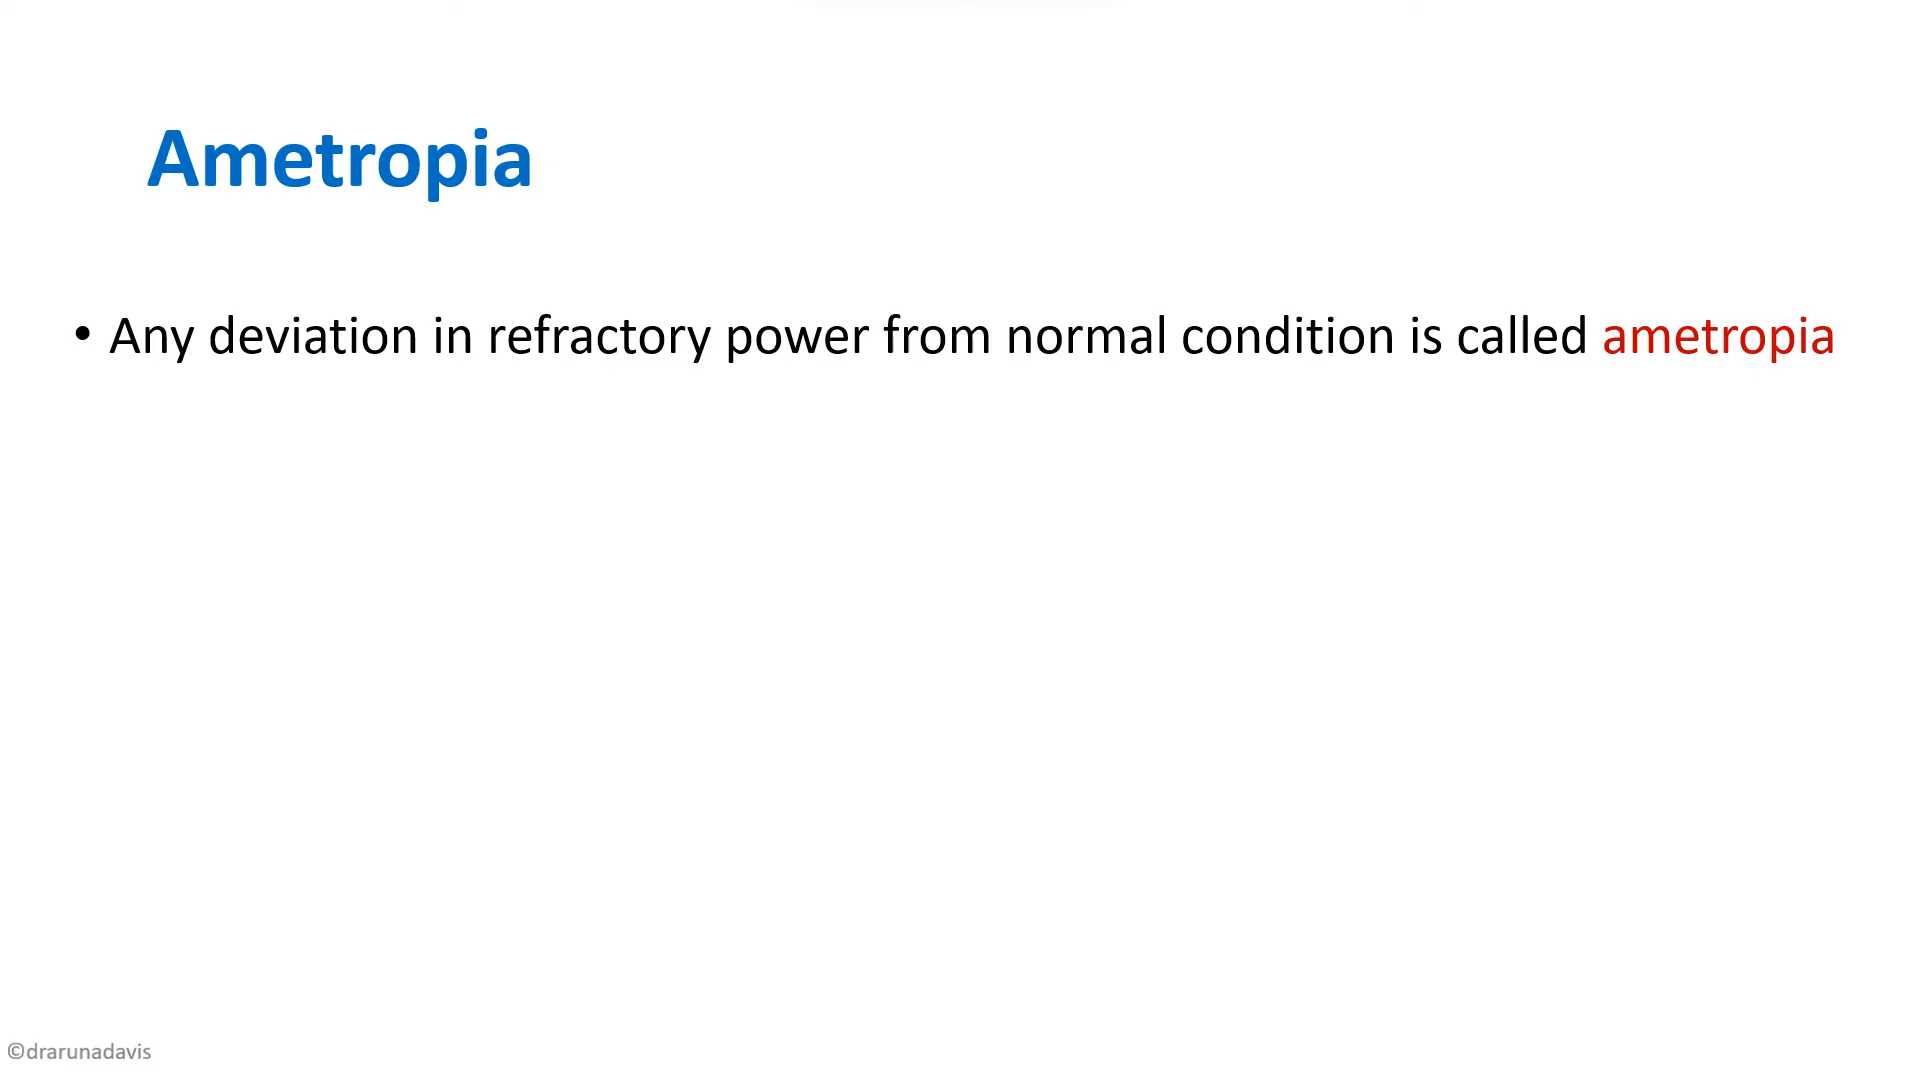 Ametropia
• Any deviation in refractory power from normal condition is called ametropia
©drarunadavis